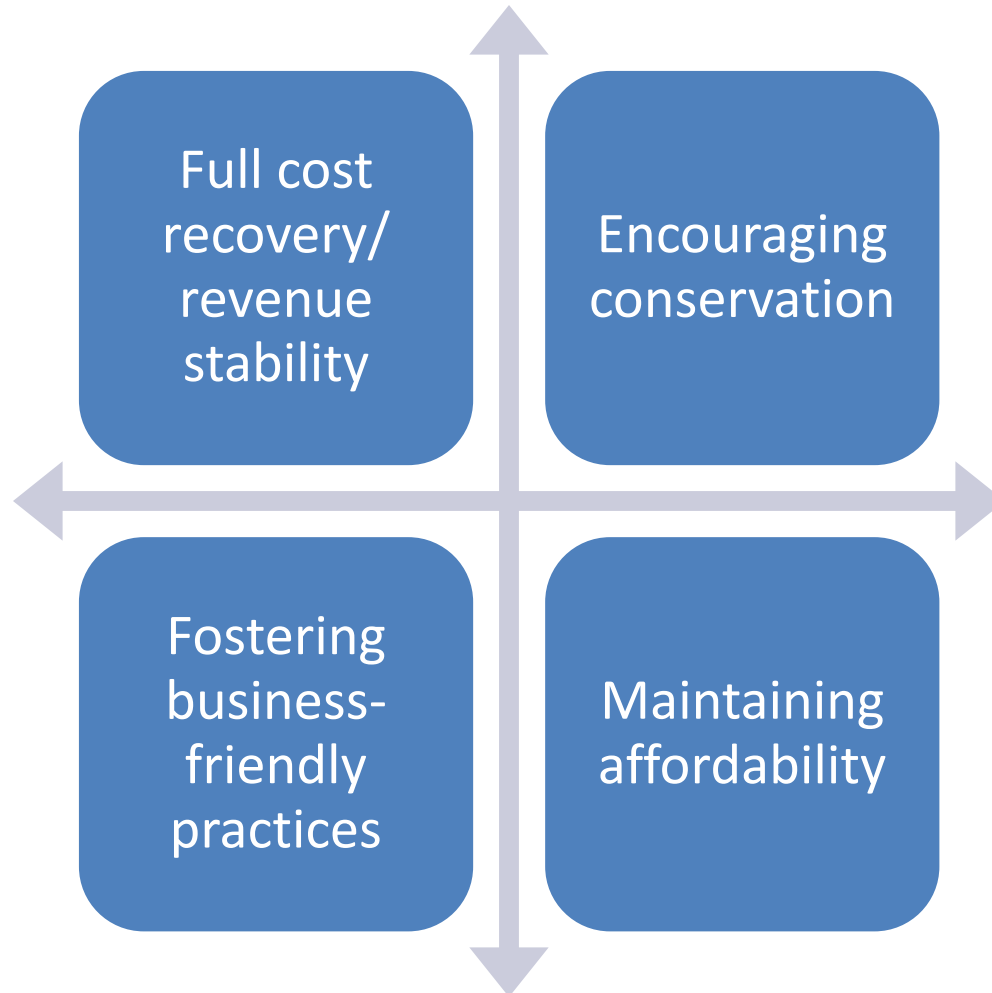 Full cost
recovery/
revenue
stability
Encouraging
conservation
Fostering
business-
friendly
practices
Maintaining
affordability